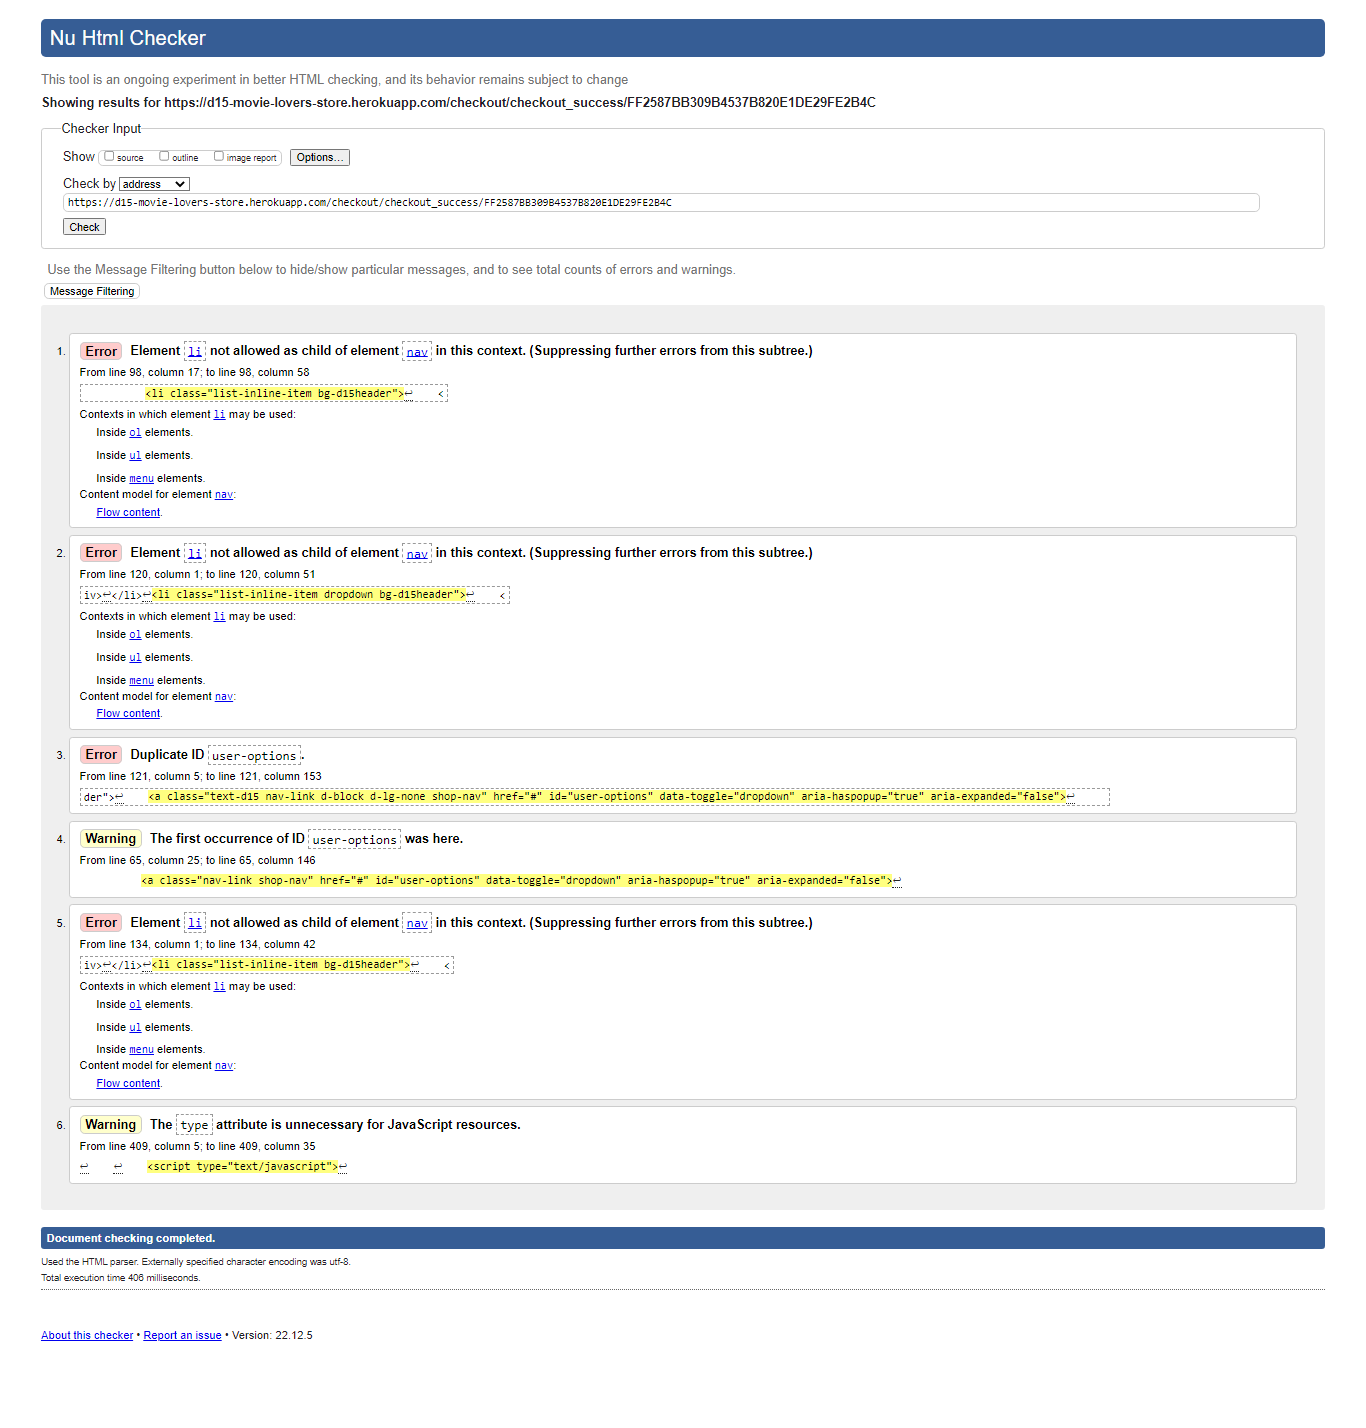 Nu Html Checker
This tool is an ongoing experiment in better HTML checking, and its behavior remains subject to change
Showing results for https://d15-movie-lovers-store.herokuapp.com/checkout/checkout_success/FF2587BB309B4537B820E1DE29FE2B4C
Checker Input
Show source outline image report Options...
Check by address
https://d15-movie-lovers-store.herokuapp.com/checkout/checkout_success/FF2587BB309B4537B820E1DE29FE2B4C
Check
Use the Message Filtering button below to hide/show particular messages, and to see total counts of errors and warnings.
Message Filtering
1. Error Element li not allowed as child of element nav in this context. (Suppressing further errors from this subtree.)
From line 98, column 17; to line 98, column 58
<li class="list-inline-item bg-d15header">↩ <
Contexts in which element li may be used:
Inside ol elements.
Inside ul elements.
Inside menu elements.
Content model for element nav:
Flow content.
2. Error Element li not allowed as child of element nav in this context. (Suppressing further errors from this subtree.)
From line 120, column 1; to line 120, column 51
iv>↩</li>↩<li class="list-inline-item dropdown bg-d15header">↩ <
Contexts in which element li may be used:
Inside ol elements.
Inside ul elements.
Inside menu elements.
Content model for element nav:
Flow content.
3. Error Duplicate ID user-options.
From line 121, column 5; to line 121, column 153
der">↩ <a class="text-d15 nav-link d-block d-lg-none shop-nav" href="#" id="user-options" data-toggle="dropdown" aria-haspopup="true" aria-expanded="false">↩
4. Warning The first occurrence of ID user-options was here.
From line 65, column 25; to line 65, column 146
<a class="nav-link shop-nav" href="#" id="user-options" data-toggle="dropdown" aria-haspopup="true" aria-expanded="false">↩
5. Error Element li not allowed as child of element nav in this context. (Suppressing further errors from this subtree.)
From line 134, column 1; to line 134, column 42
iv>↩</li>↩<li class="list-inline-item bg-d15header">↩ <
Contexts in which element li may be used:
Inside ol elements.
Inside ul elements.
Inside menu elements.
Content model for element nav:
Flow content.
6. Warning The type attribute is unnecessary for JavaScript resources.
From line 409, column 5; to line 409, column 35
↩ ↩ <script type="text/javascript">↩
Document checking completed.
Used the HTML parser. Externally specified character encoding was utf-8.
Total execution time 406 milliseconds.
About this checker • Report an issue • Version: 22.12.5